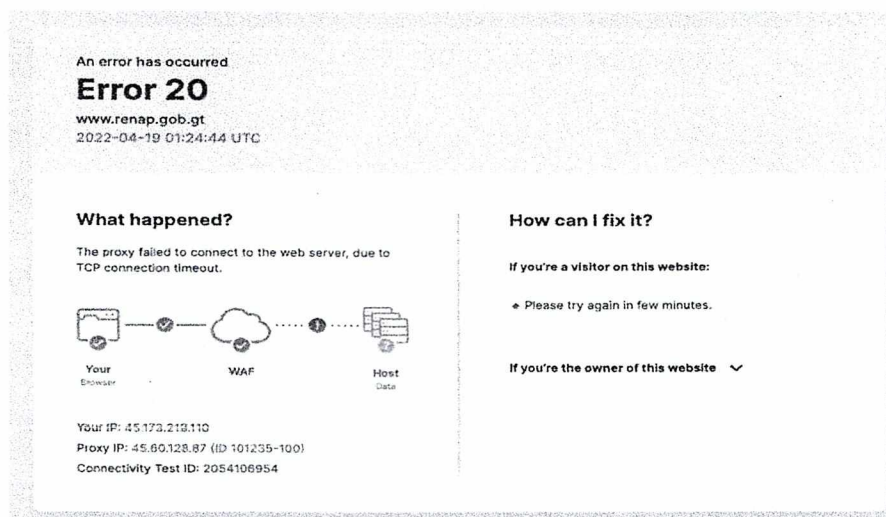 An error has occurred
Error 20
www.renap.gob.gt
2022-04-19 01:24:44 UTC
What happened?
The proxy failed to connect to the web server, due to
TCP connection timeout.
Your
Browser
WAF
Host
Data
Your IP: 45.173.213.110
Proxy IP: 45.60.128.87 (ID 101235-100)
Connectivity Test ID: 2054106954
How can I fix it?
If you're a visitor on this website:
Please try again in few minutes.
If you're the owner of this website